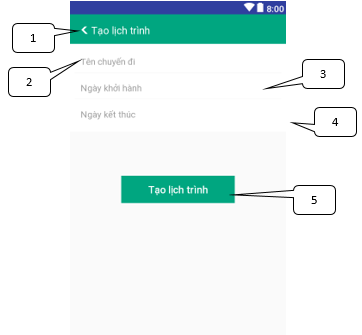 8:00
1
Tạo lịch trình
2
Tên chuyến đi
3
Ngày khởi hành
Ngày kết thúc
4
Tạo lịch trình
5